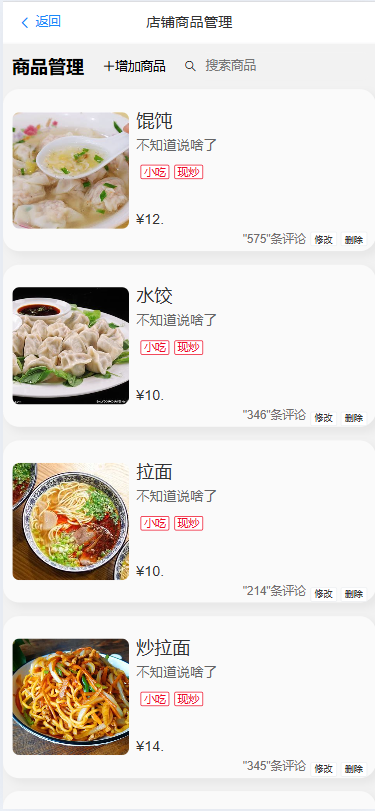 返回
店铺商品管理
商品管理
+增加商品
搜索商品
馄饨
不知道说啥了
小吃 现炒
¥12.
"575"条评论 修改 删除
水饺
不知道说啥了
小吃 现炒
¥10.
"346"条评论 修改 删除
拉面
不知道说啥了
小吃 现炒
¥10.
"214"条评论 修改 删除
炒拉面
不知道说啥了
小吃 现炒
¥14.
"345"条评论 修改 删除